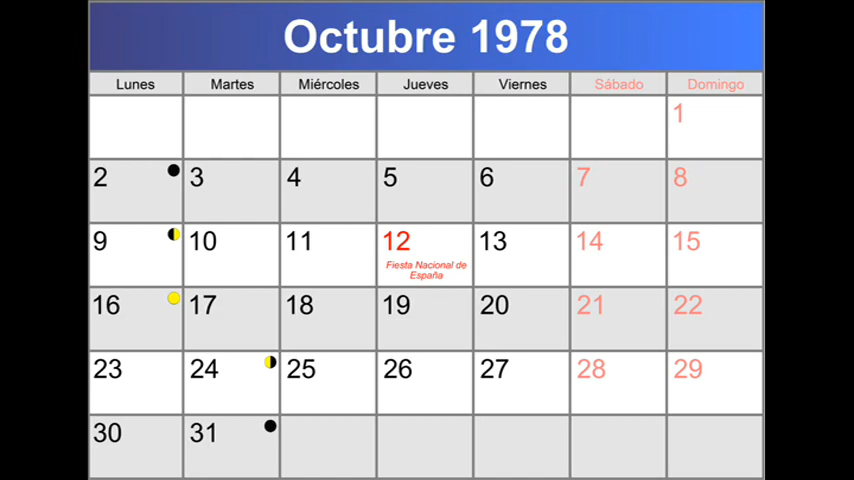 Octubre 1978
Lunes Martes Miércoles Jueves Viernes Sábado Domingo
1
2 3 4 5 6 7 8
9 10 11 12 13 14 15
Fiesta Nacional de
España
16 17 18 19 20 21 22
23 24 25 26 27 28 29
30 31